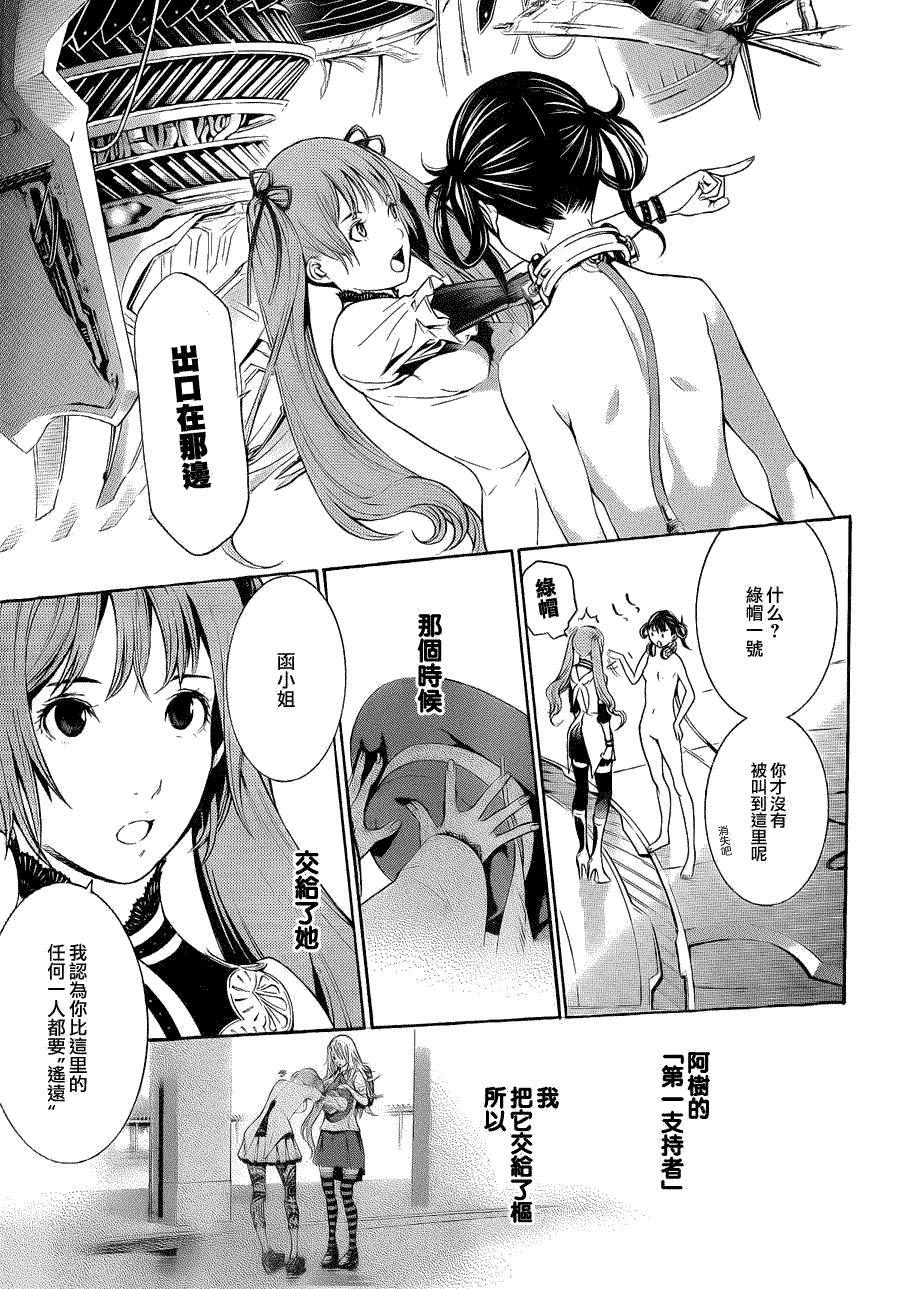 出口在那邊
什么?
綠帽一號
綠帽
你才沒有
被叫到這里呢
消失吧
那個時候
函小姐
交給了她
我認為你比這里的
任何一人都要〝遙遠〞
阿樹的
「第一支持者」
我
把它交給了樞
所以